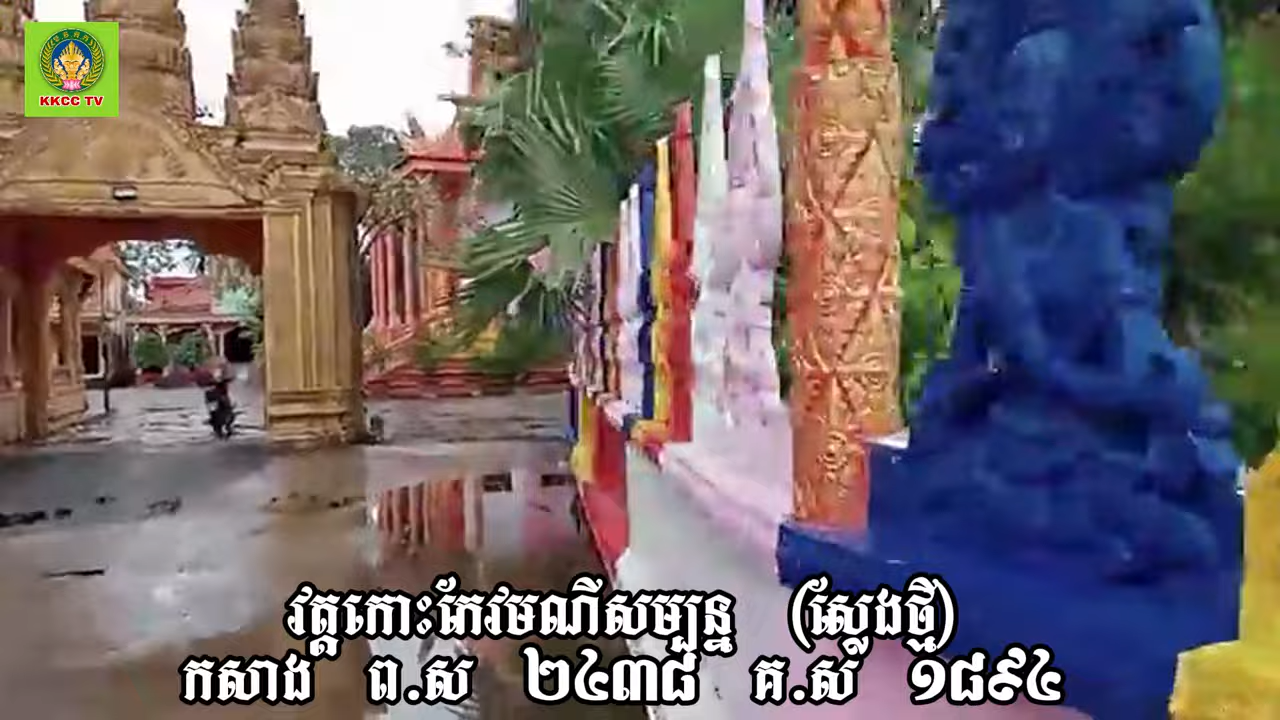 KKCC TV
វត្តកោះកែវមណីសម្បុន្ន (ស្លែងថ្មី)
កសាង ព.ស ២៤៣៨ គ.ស ១៨៩៤